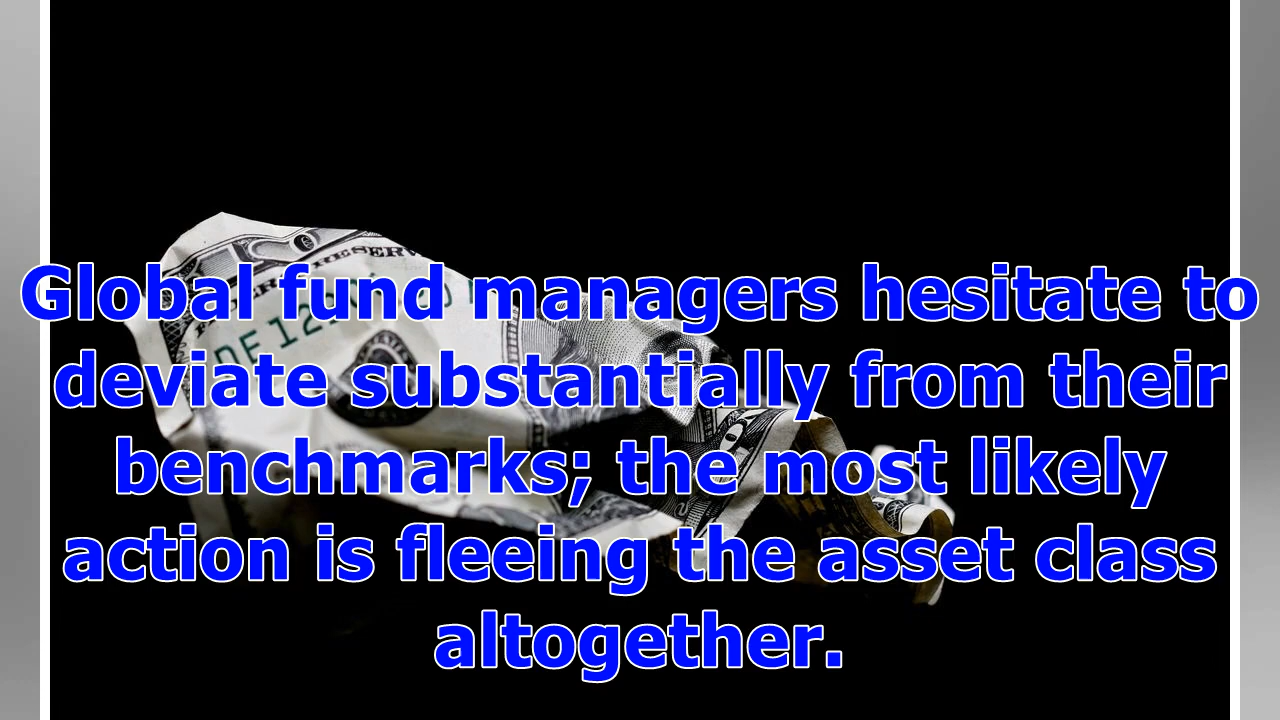 Global fund managers hesitate to
deviate substantially from their
benchmarks; the most likely
action is fleeing the asset class
altogether.